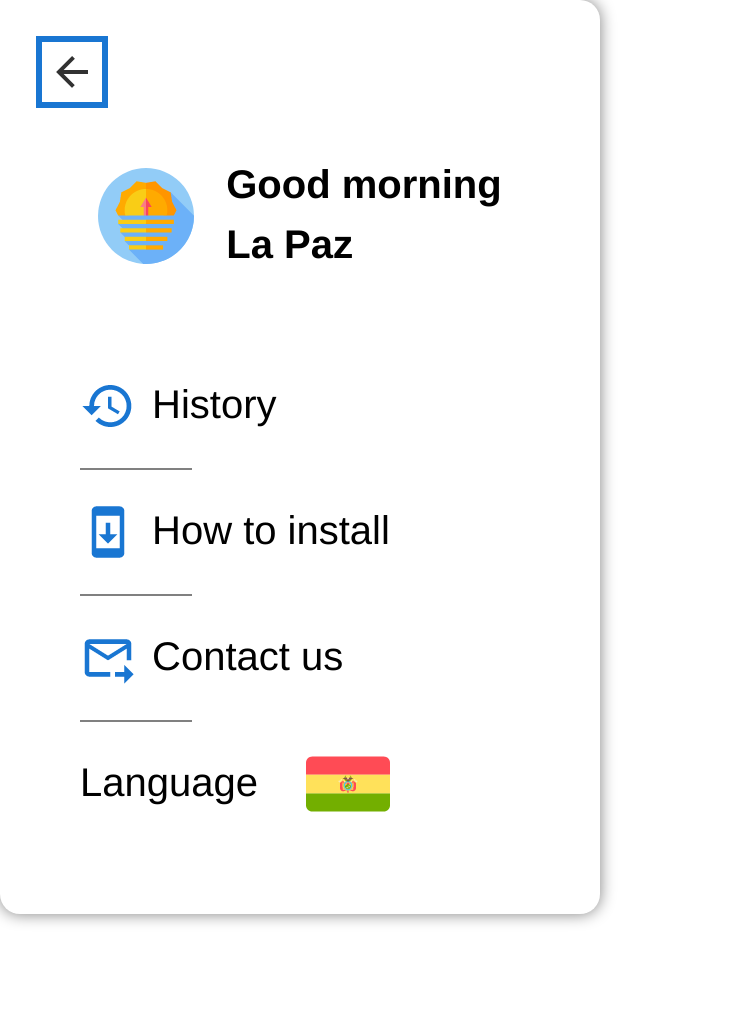 Good morning
La Paz
History
How to install
Contact us
Language